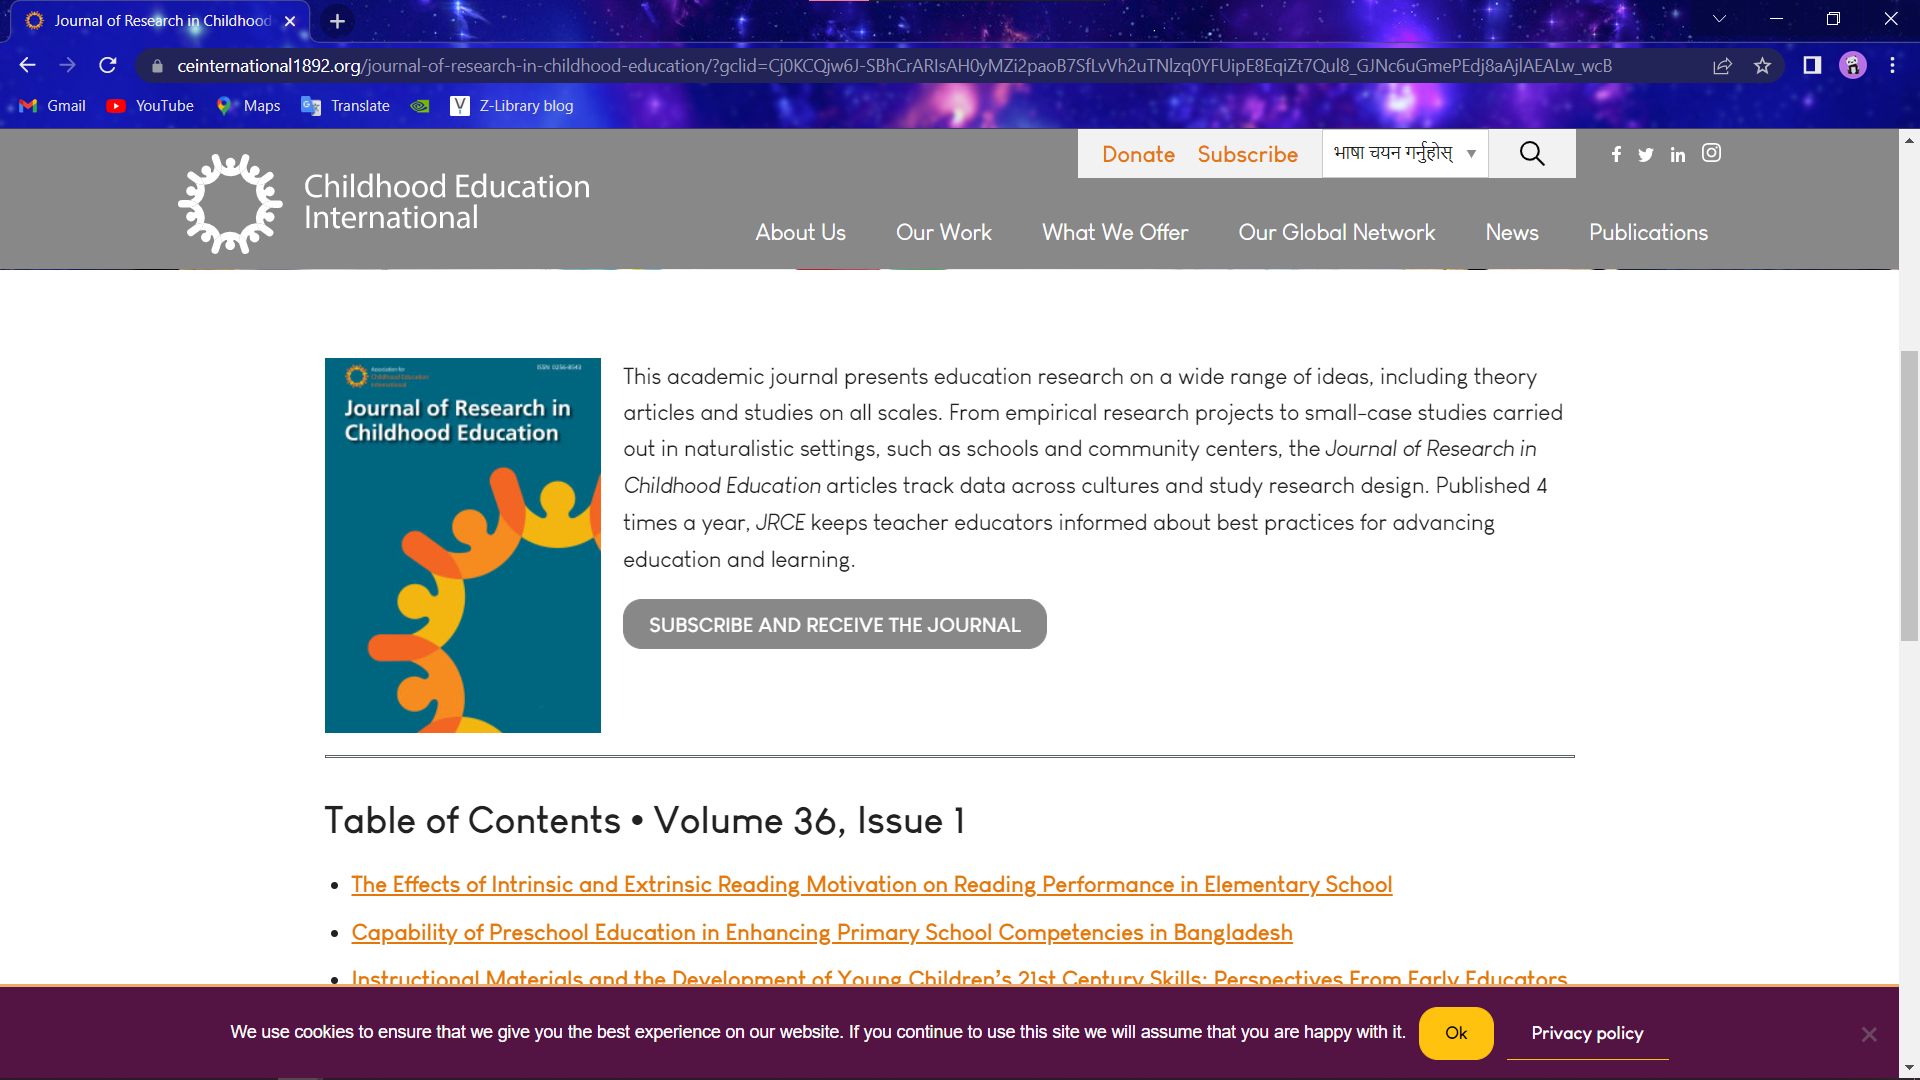 Journal of Research in Childhood
ceinternational1892.org/journal-of-research-in-childhood-education/?gclid=Cj0KCQjw6J-SBhCrARIsAH0yMZi2paoB7SfLvVh2uTNlzq0YFUipE8EqiZt7Qul8_GJNc6uGmePEdj8aAjlAEALw_wcB
Gmail YouTube Maps Translate Z-Library blog
Donate Subscribe भाषा चयन गर्नुहोस्
Childhood Education
International
About Us Our Work What We Offer Our Global Network News Publications
Association for
Childhood Education
International
ISSN 0256-8543
Journal of Research in
Childhood Education
This academic journal presents education research on a wide range of ideas, including theory
articles and studies on all scales. From empirical research projects to small-case studies carried
out in naturalistic settings, such as schools and community centers, the Journal of Research in
Childhood Education articles track data across cultures and study research design. Published 4
times a year, JRCE keeps teacher educators informed about best practices for advancing
education and learning.
SUBSCRIBE AND RECEIVE THE JOURNAL
Table of Contents • Volume 36, Issue 1
• The Effects of Intrinsic and Extrinsic Reading Motivation on Reading Performance in Elementary School
• Capability of Preschool Education in Enhancing Primary School Competencies in Bangladesh
• Instructional Materials and the Development of Young Children's 21st Century Skills: Perspectives From Early Educators
We use cookies to ensure that we give you the best experience on our website. If you continue to use this site we will assume that you are happy with it. Ok Privacy policy